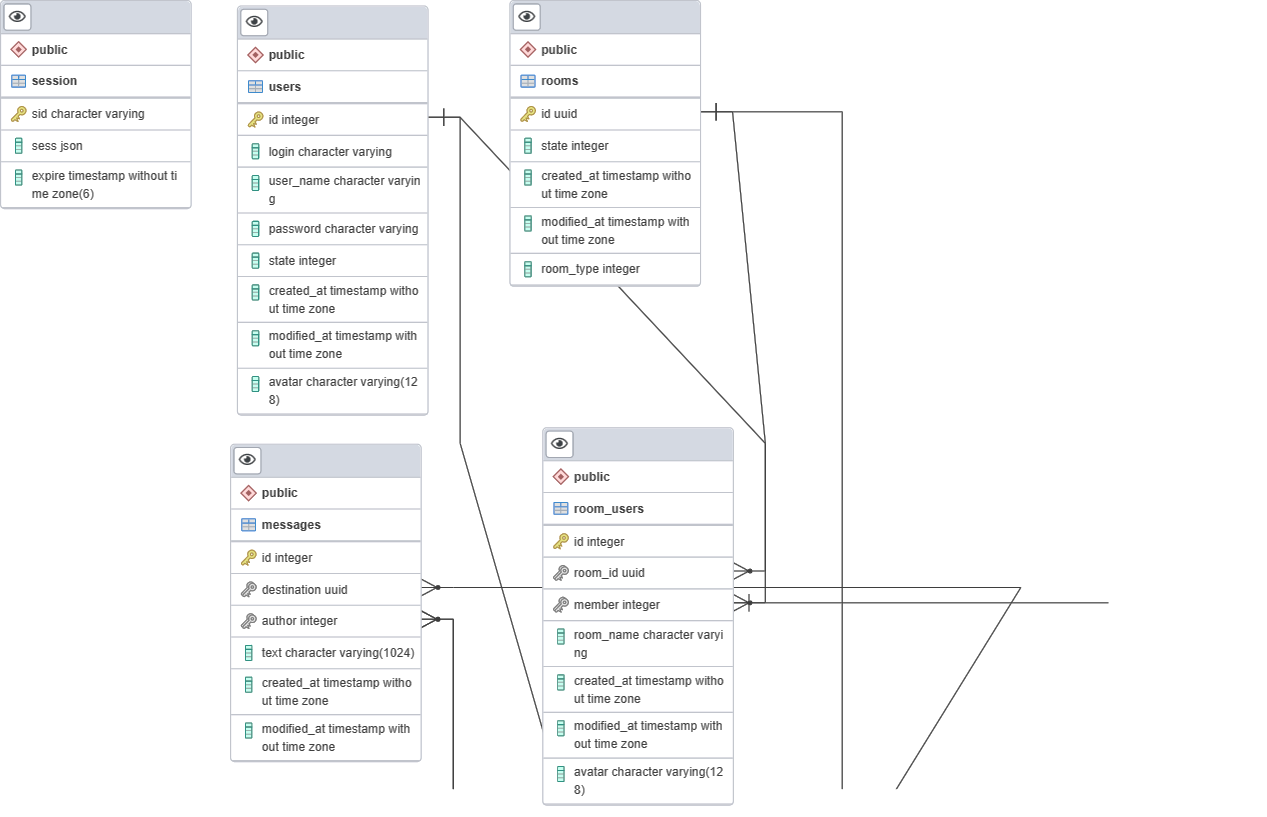 public
session
sid character varying
sess json
expire timestamp without ti
me zone(6)
public
users
id integer
login character varying
user_name character varyin
g
password character varying
state integer
created_at timestamp witho
ut time zone
modified_at timestamp with
out time zone
avatar character varying(12
8)
public
rooms
id uuid
state integer
created_at timestamp witho
ut time zone
modified_at timestamp with
out time zone
room_type integer
public
messages
id integer
destination uuid
author integer
text character varying(1024)
created_at timestamp witho
ut time zone
modified_at timestamp with
out time zone
public
room_users
id integer
room_id uuid
member integer
room_name character varyi
ng
created_at timestamp witho
ut time zone
modified_at timestamp with
out time zone
avatar character varying(12
8)